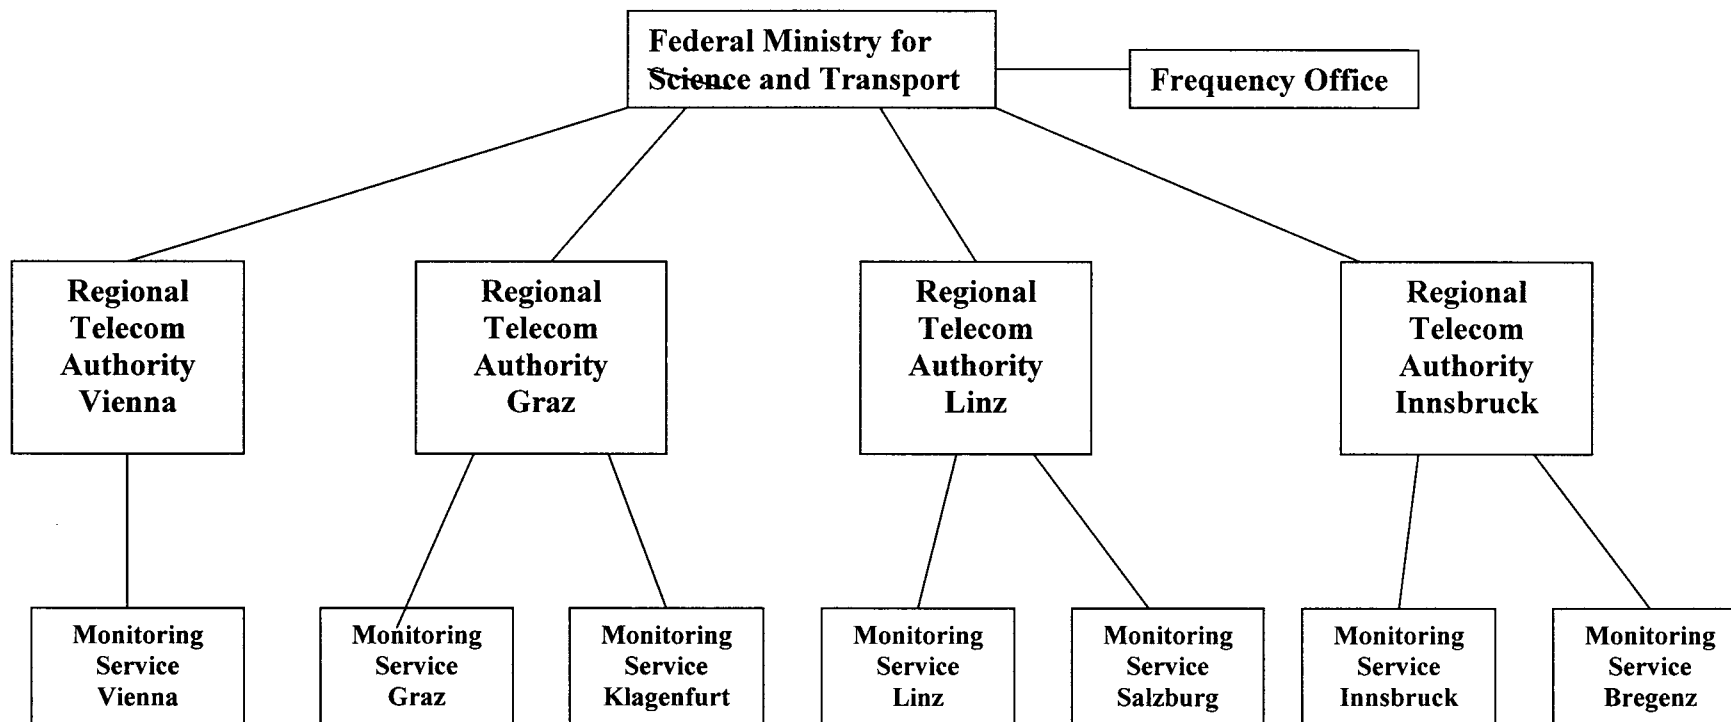 Federal Ministry for
Science and Transport
Frequency Office
Regional
Telecom
Authority
Vienna
Regional
Telecom
Authority
Graz
Regional
Telecom
Authority
Linz
Regional
Telecom
Authority
Innsbruck
Monitoring
Service
Vienna
Monitoring
Service
Graz
Monitoring
Service
Klagenfurt
Monitoring
Service
Linz
Monitoring
Service
Salzburg
Monitoring
Service
Innsbruck
Monitoring
Service
Bregenz